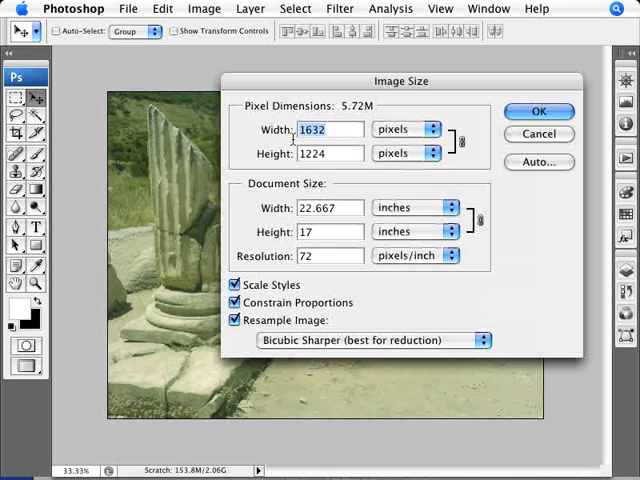 Photoshop File Edit Image Layer Select Filter Analysis View Window Help
Auto-Select: Group Show Transform Controls
Ps
Image Size
Pixel Dimensions: 5.72M
Width: 1632 pixels
Height: 1224 pixels
Document Size:
Width: 22.667 inches
Height: 17 inches
Resolution: 72 pixels/inch
Scale Styles
Constrain Proportions
Resample Image:
Bicubic Sharper (best for reduction)
OK
Cancel
Auto...
T
33.33% Scratch: 153.8M/2.06G